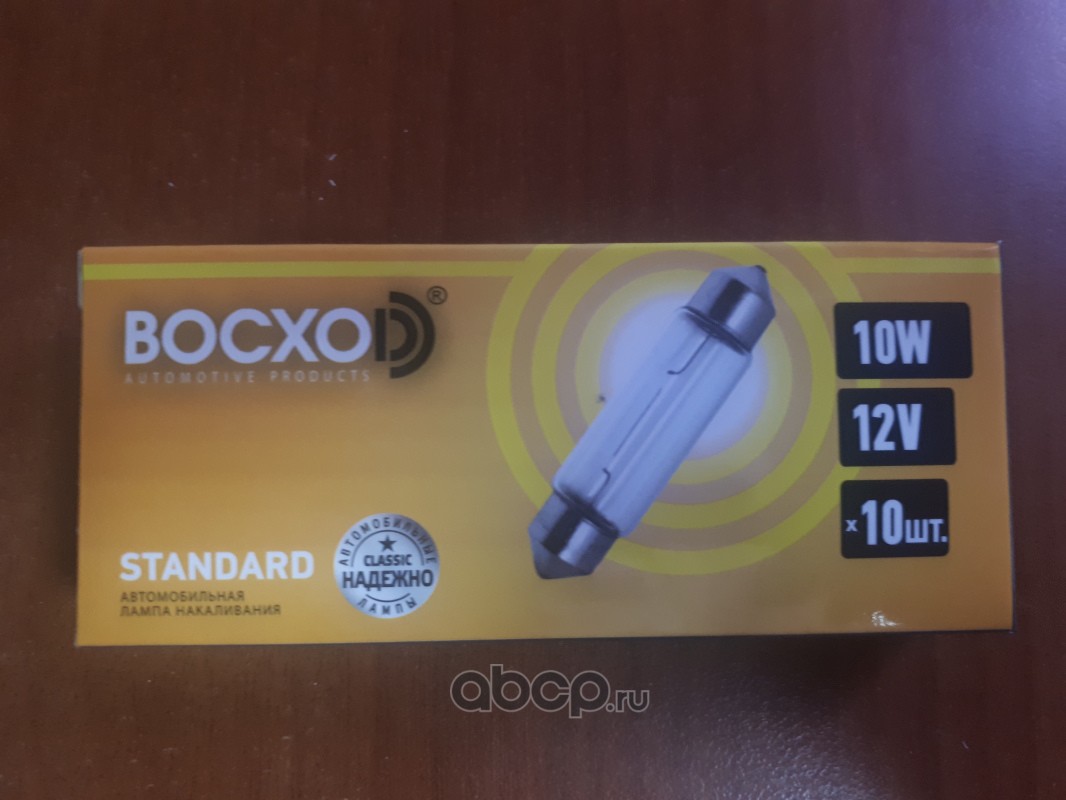 ВОСХОD®
AUTOMOTIVE PRODUCTS
10W
12V
x 10шт.
STANDARD
АВТОМОБИЛЬНАЯ
ЛАМПА НАКАЛИВАНИЯ
АВТОМОБИЛЬНЫЕ
CLASSIC
НАДЕЖНО
ЛАМПЫ
abcp.ru